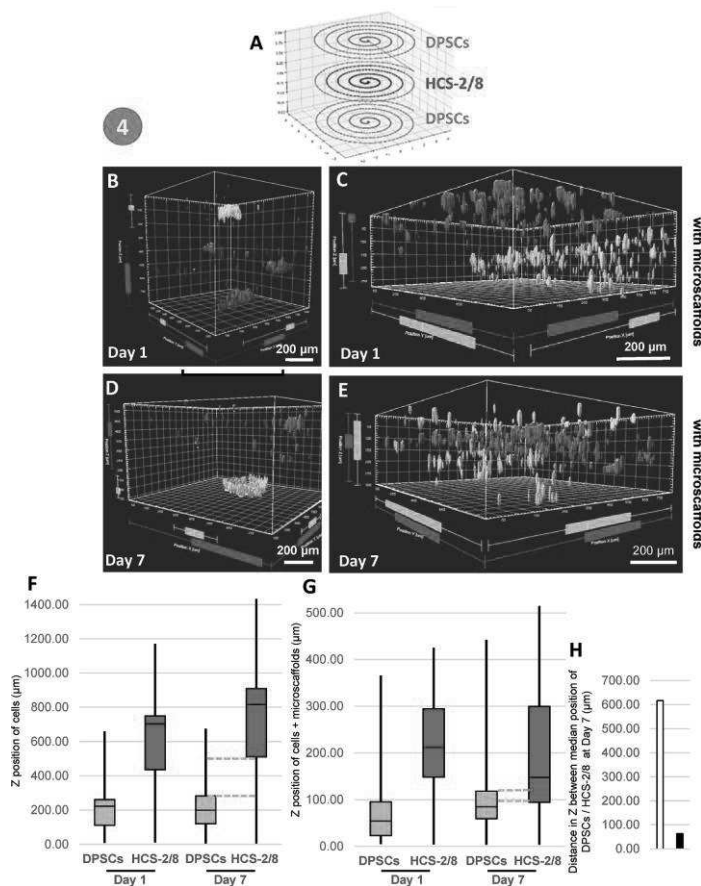 A
DPSCs
HCS-2/8
DPSCs
4
B
Day 1
200 µm
C
Day 1
200 µm
with microscaffolds
D
Day 7
200 µm
E
Day 7
200 µm
with microscaffolds
F
Z position of cells (µm)
1400.00
1200.00
1000.00
800.00
600.00
400.00
200.00
0.00
DPSCs HCS-2/8 DPSCs HCS-2/8
Day 1 Day 7
G
Z position of cells + microscaffolds (µm)
500.00
400.00
300.00
200.00
100.00
0.00
DPSCs HCS-2/8 DPSCs HCS-2/8
Day 1 Day 7
H
Distance in Z between median position of
DPSCs / HCS-2/8 at Day 7 (µm)
700.00
600.00
500.00
400.00
300.00
200.00
100.00
0.00